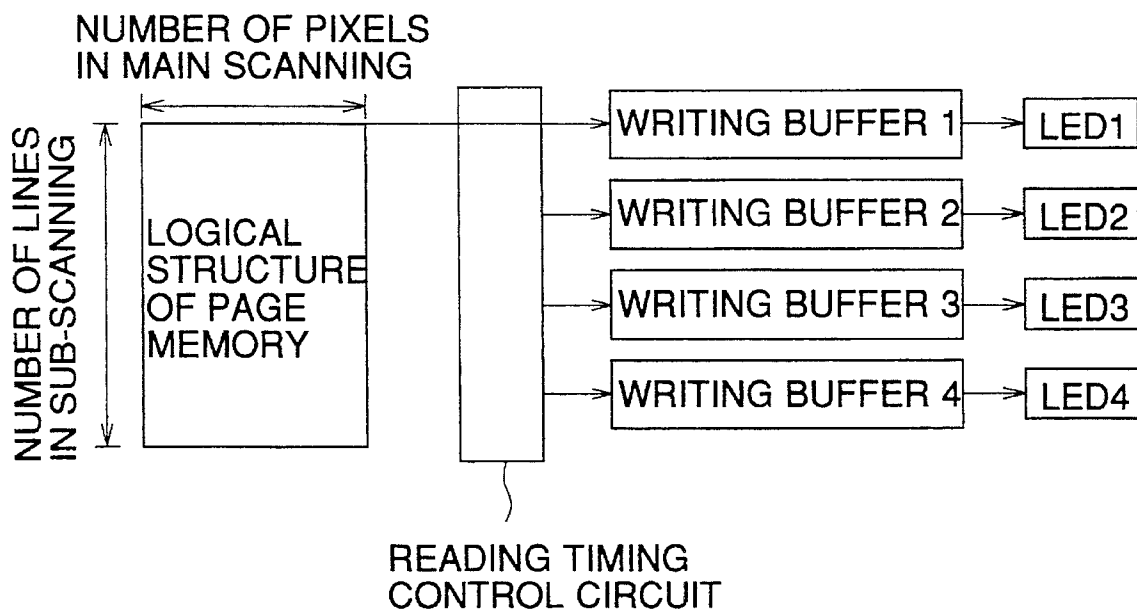 NUMBER OF PIXELS
IN MAIN SCANNING
NUMBER OF LINES
IN SUB-SCANNING
LOGICAL
STRUCTURE
OF PAGE
MEMORY
WRITING BUFFER 1
LED1
WRITING BUFFER 2
LED2
WRITING BUFFER 3
LED3
WRITING BUFFER 4
LED4
READING TIMING
CONTROL CIRCUIT